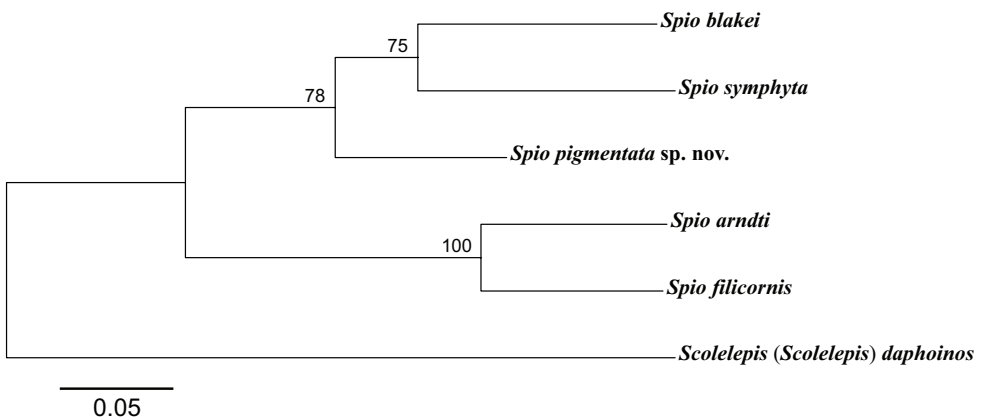 Spio blakei
75
Spio symphyta
78
Spio pigmentata sp. nov.
Spio arndti
100
Spio filicornis
Scolelepis (Scolelepis) daphoinos
0.05